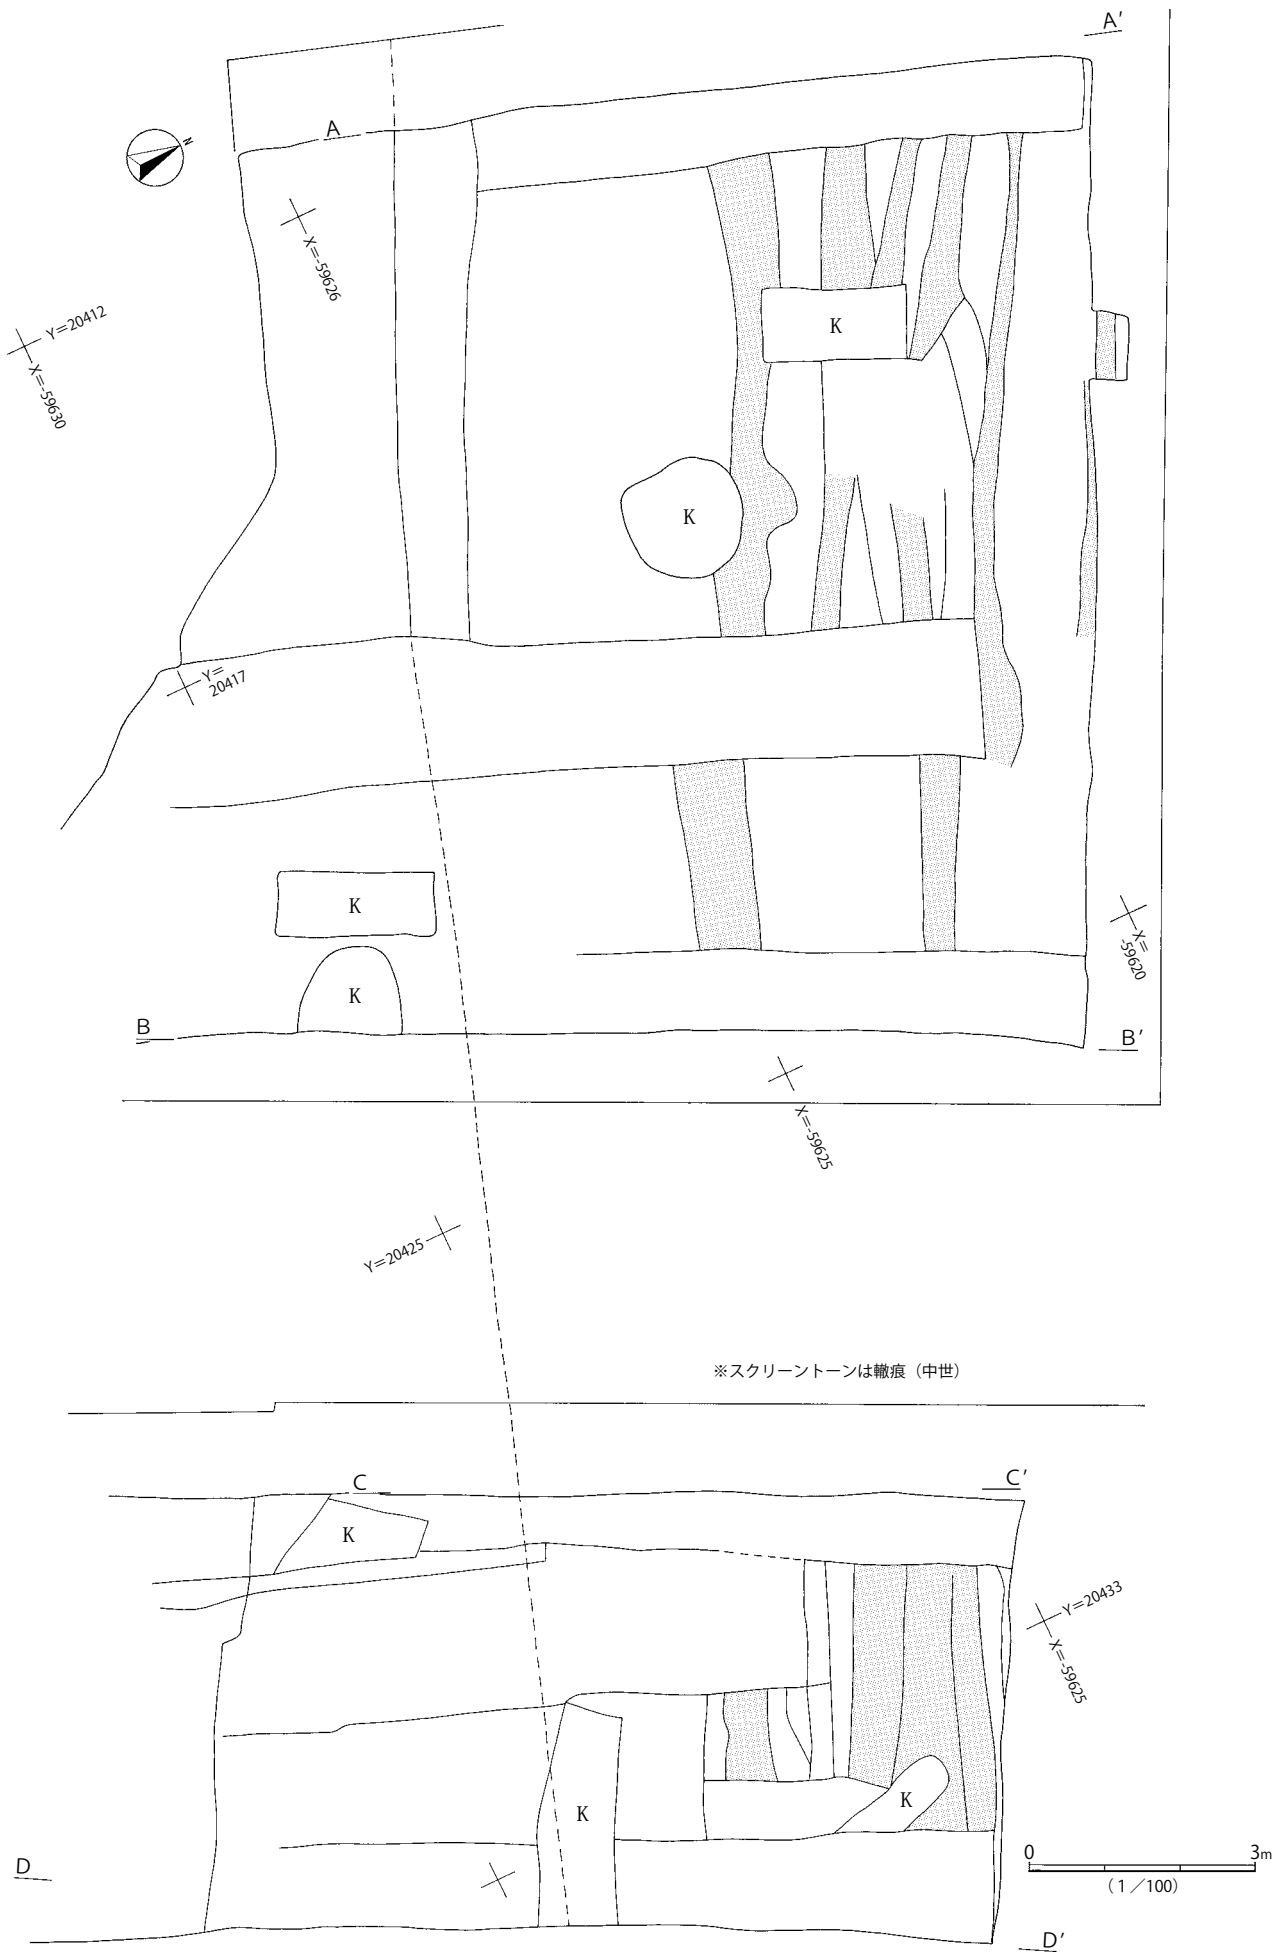 A′
A
N
X=-59626
Y=20412
X=-59630
K
K
Y=
20417
K
X=
-59620
K
B
B′
X=-59625
Y=20425
※スクリーントーンは轍痕（中世）
C
C′
K
Y=20433
X=-59625
K
K
D
0 3m
（1／100）
D′